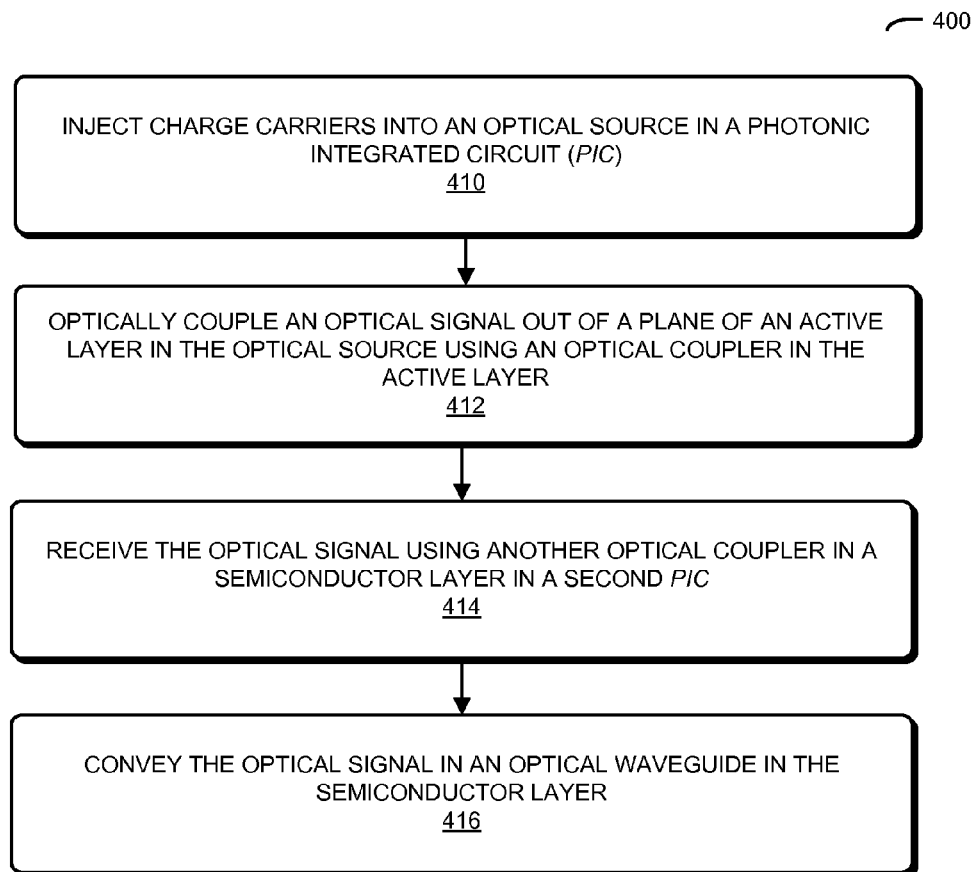 400
INJECT CHARGE CARRIERS INTO AN OPTICAL SOURCE IN A PHOTONIC
INTEGRATED CIRCUIT (PIC)
410
OPTICALLY COUPLE AN OPTICAL SIGNAL OUT OF A PLANE OF AN ACTIVE
LAYER IN THE OPTICAL SOURCE USING AN OPTICAL COUPLER IN THE
ACTIVE LAYER
412
RECEIVE THE OPTICAL SIGNAL USING ANOTHER OPTICAL COUPLER IN A
SEMICONDUCTOR LAYER IN A SECOND PIC
414
CONVEY THE OPTICAL SIGNAL IN AN OPTICAL WAVEGUIDE IN THE
SEMICONDUCTOR LAYER
416